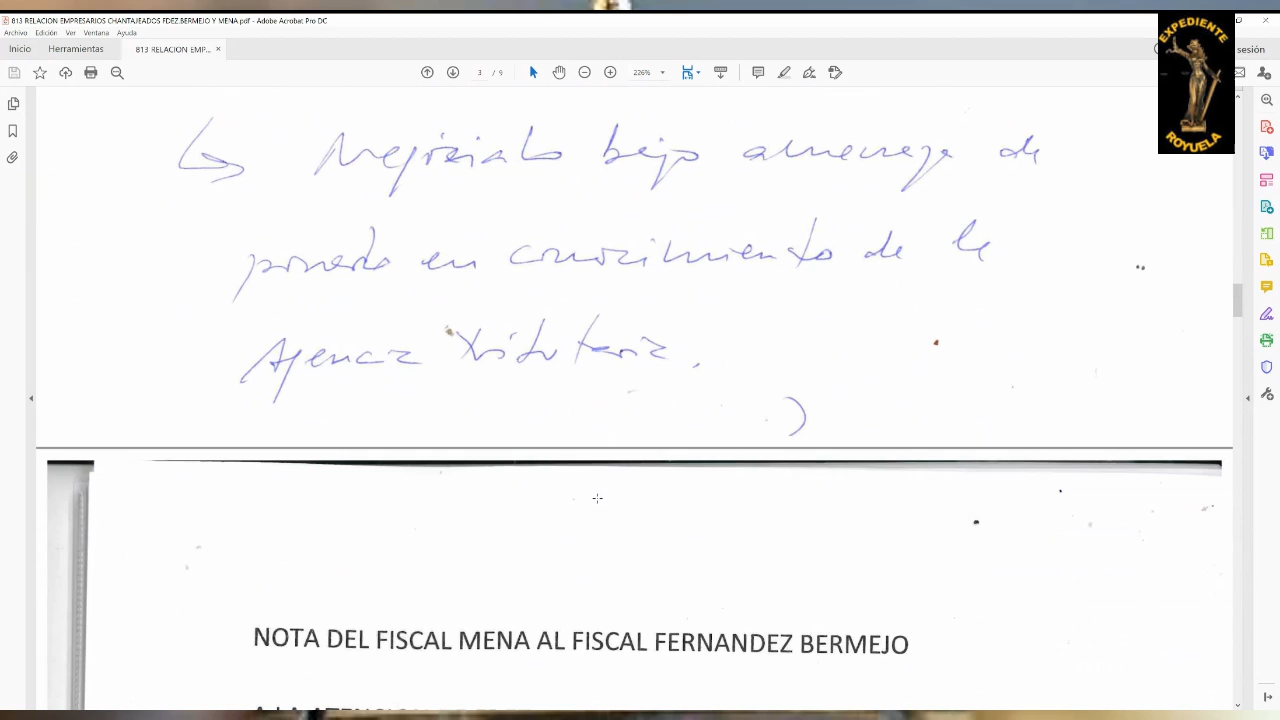 813 RELACION EMPRESARIOS CHANTAJEADOS FDEZ.BERMEJO Y MENA pdf - Adobe Acrobat Pro DC
Archivo Edición Ver Ventana Ayuda
Inicio Herramientas 813 RELACION EMP... × sesión
3 / 9 226%
EXPEDIENTE
ROYUELA
↳ Negocialo bajo amenaza de
ponerlo en conocimiento de la
Agencia Tributaria.
)
NOTA DEL FISCAL MENA AL FISCAL FERNANDEZ BERMEJO